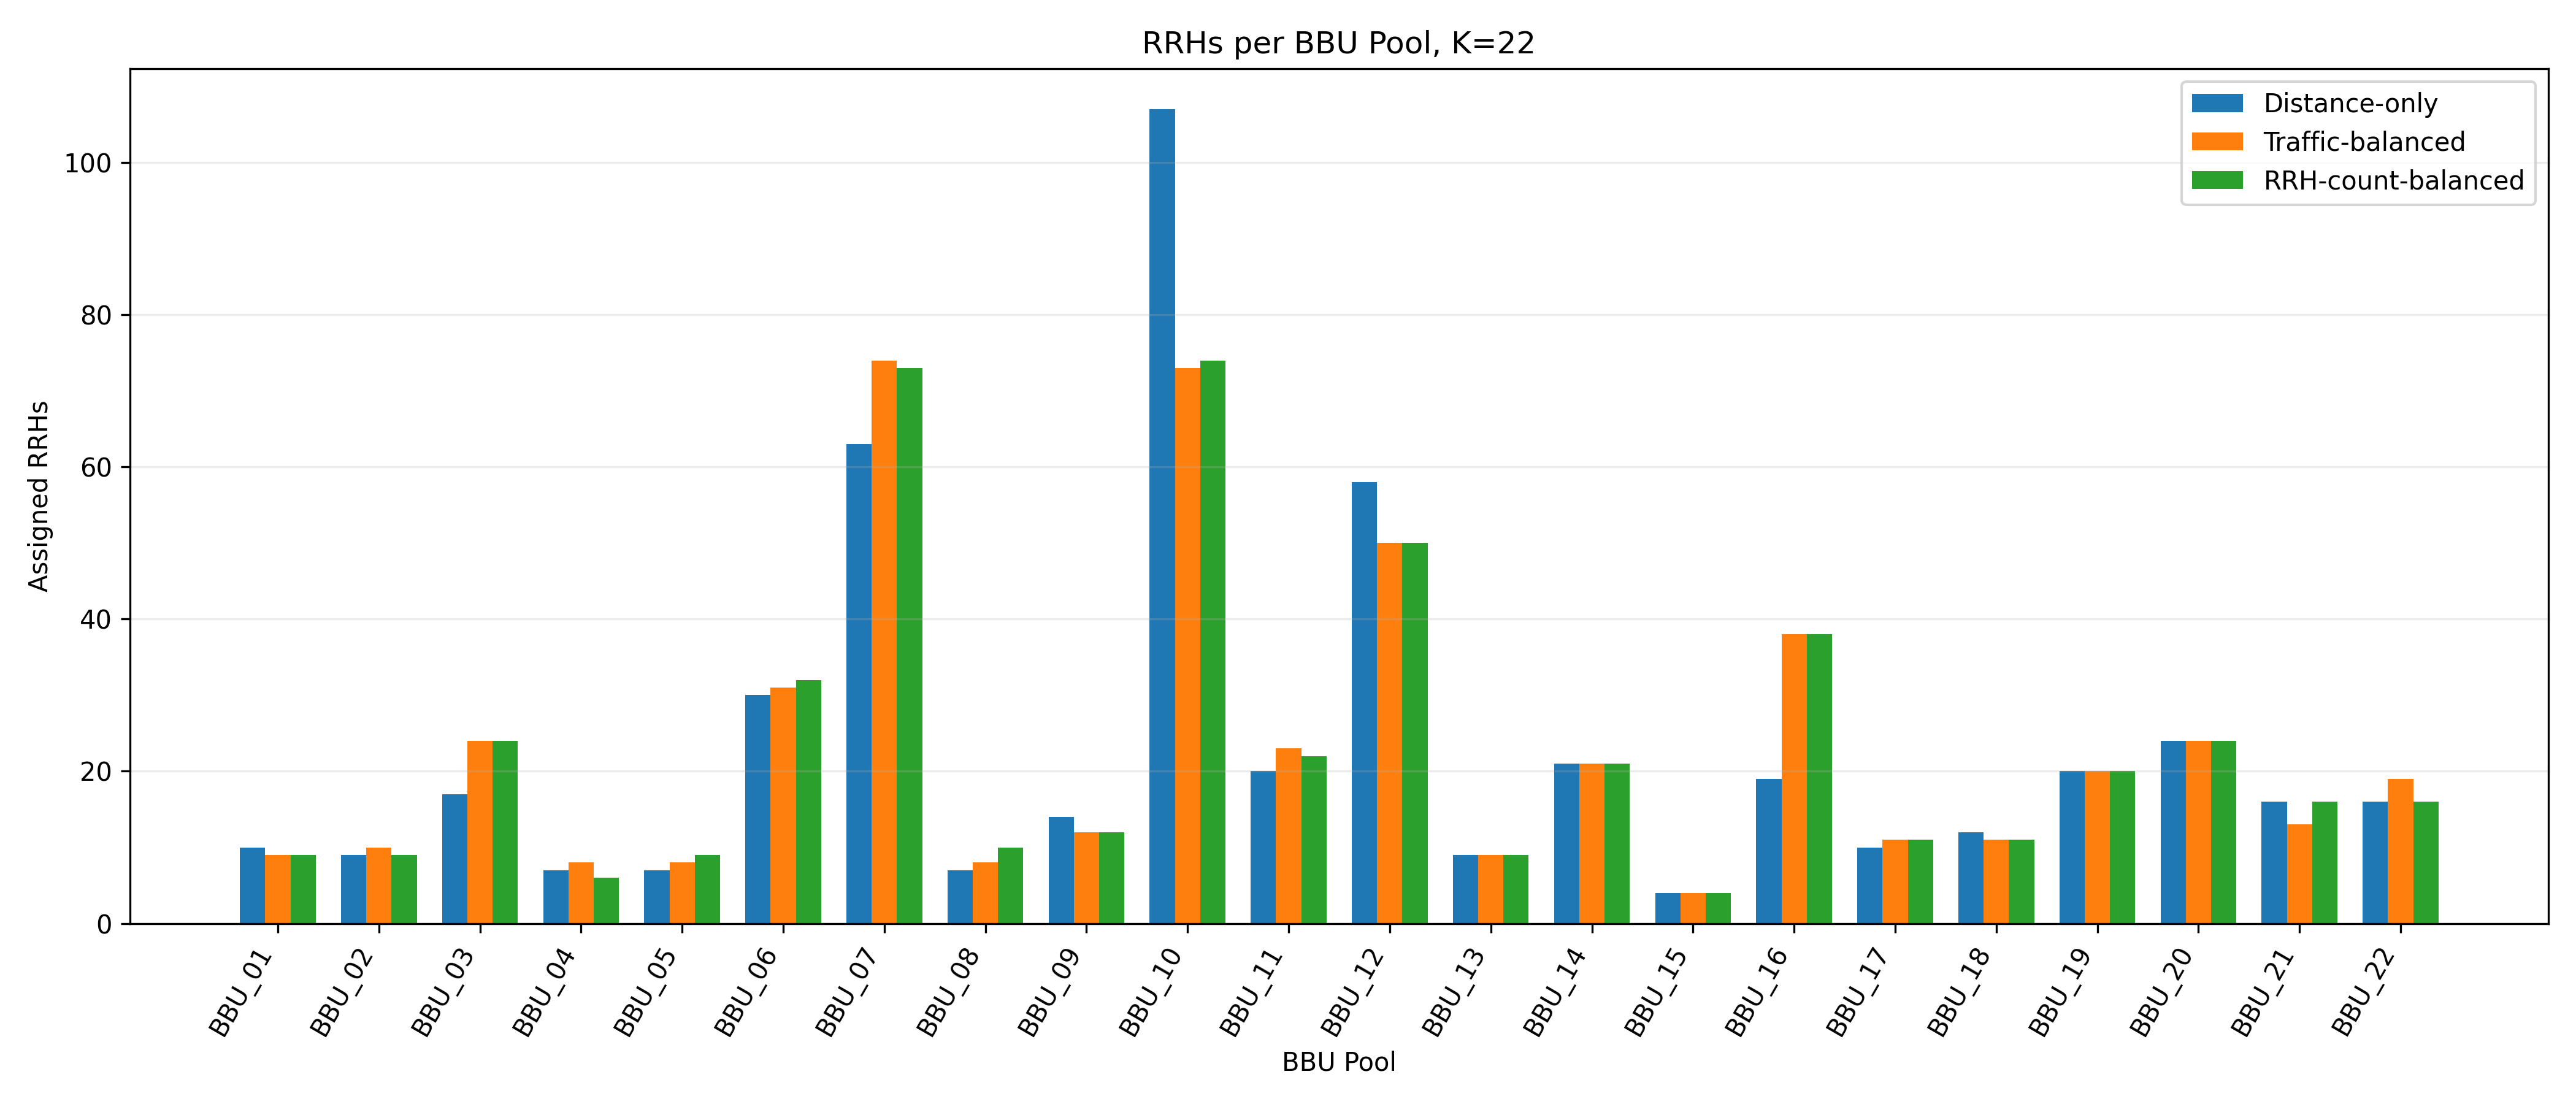 RRHs per BBU Pool, K=22
Distance-only
Traffic-balanced
RRH-count-balanced
Assigned RRHs
100
80
60
40
20
0
BBU_01
BBU_02
BBU_03
BBU_04
BBU_05
BBU_06
BBU_07
BBU_08
BBU_09
BBU_10
BBU_11
BBU_12
BBU_13
BBU_14
BBU_15
BBU_16
BBU_17
BBU_18
BBU_19
BBU_20
BBU_21
BBU_22
BBU Pool